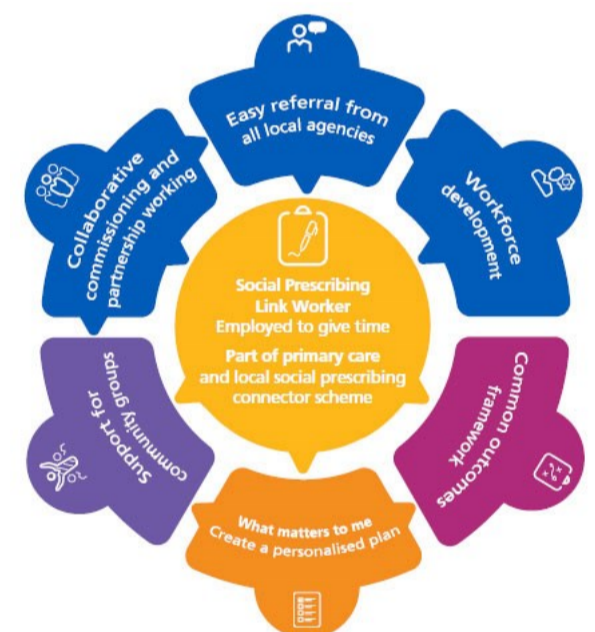 Easy referral from
all local agencies
Workforce
development
Common outcomes
framework
What matters to me
Create a personalised plan
Support for
community groups
Collaborative
commissioning and
partnership working
Social Prescribing
Link Worker
Employed to give time
Part of primary care
and local social prescribing
connector scheme